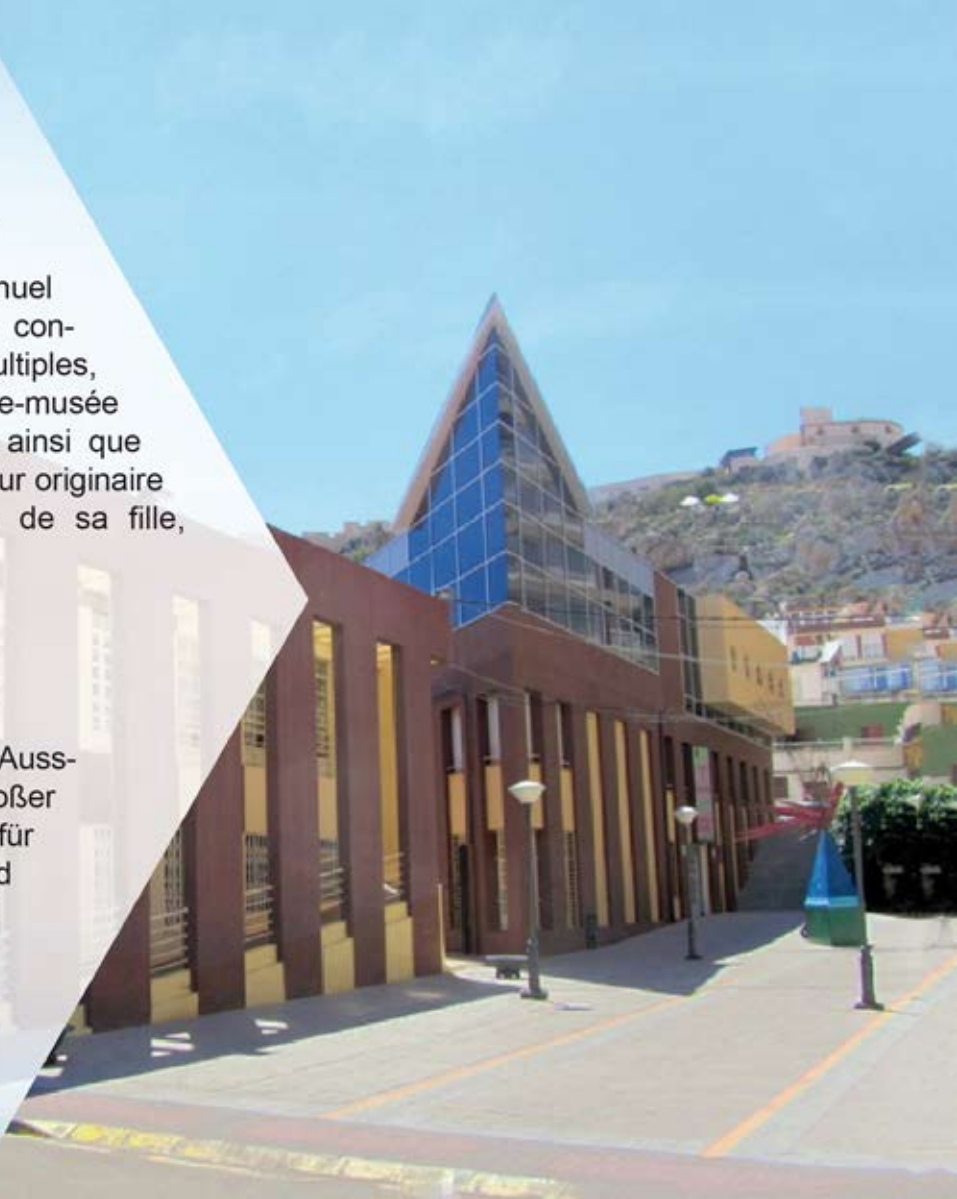 nuel
con-
ultiples,
e-musée
ainsi que
ur originaire
de sa fille,
Auss-
oßer
für
d